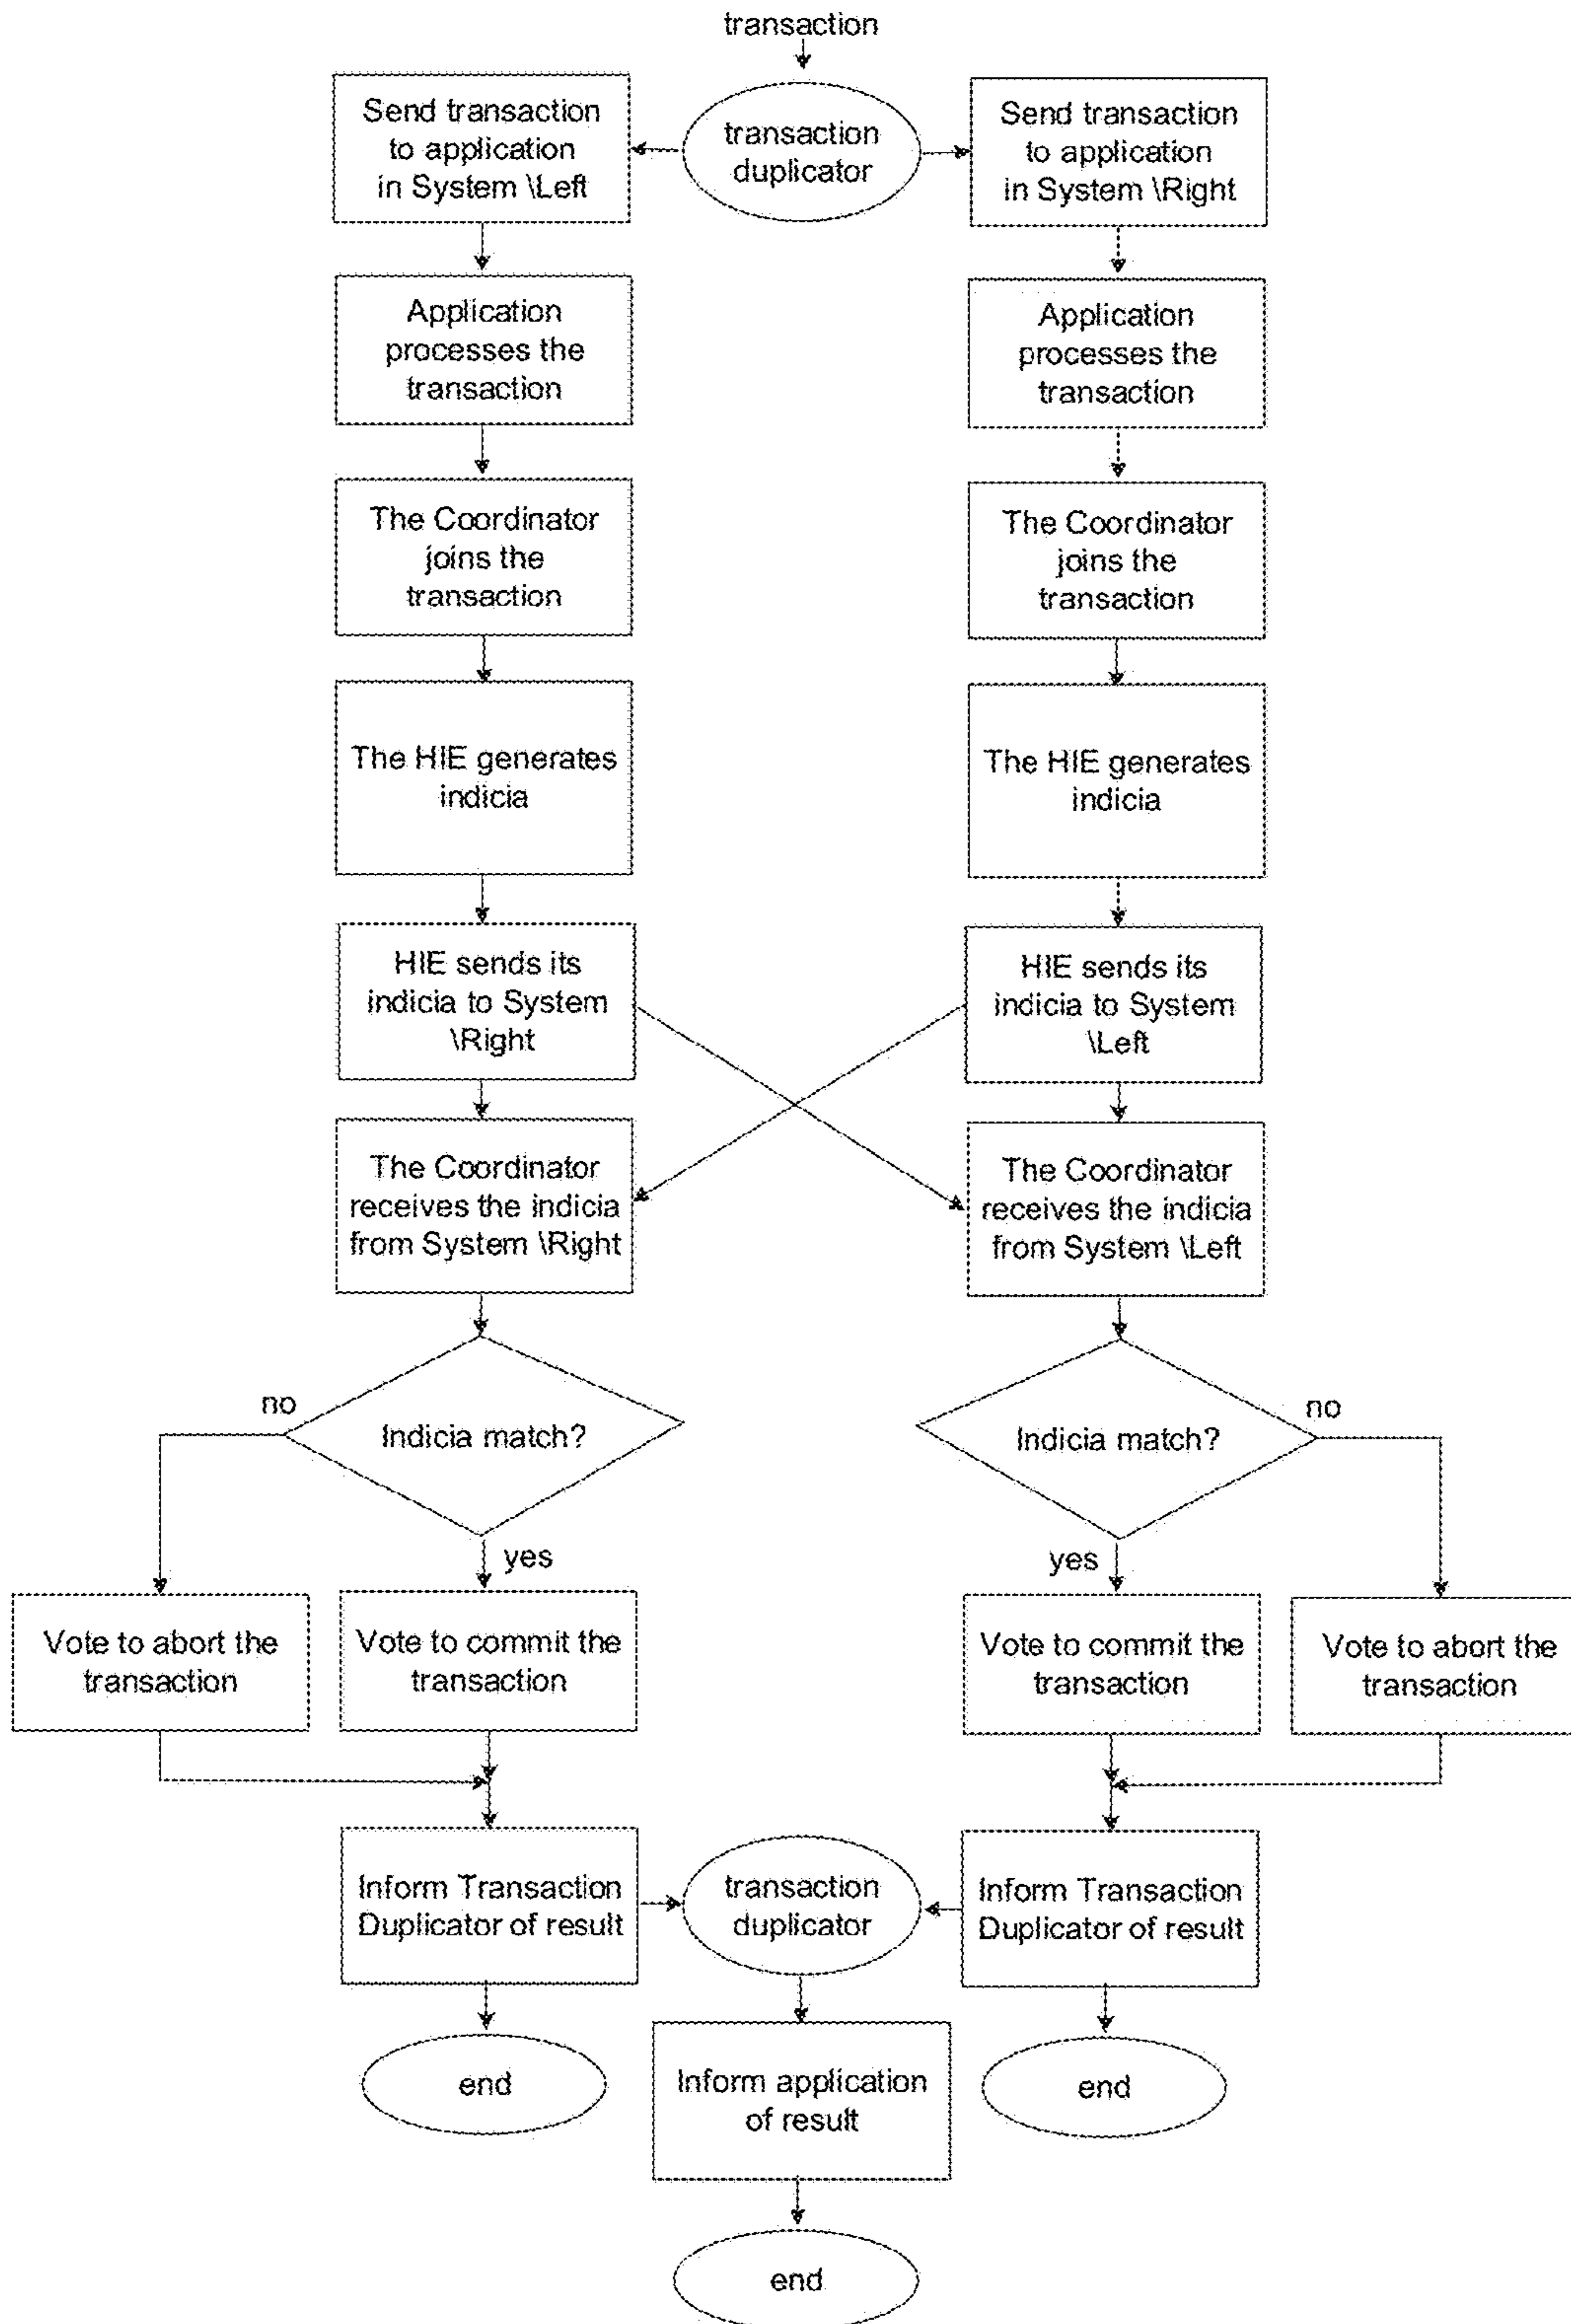 transaction
Send transaction
to application
in System \Left
transaction
duplicator
Send transaction
to application
in System \Right
Application
processes the
transaction
Application
processes the
transaction
The Coordinator
joins the
transaction
The Coordinator
joins the
transaction
The HIE generates
indicia
The HIE generates
indicia
HIE sends its
indicia to System
\Right
HIE sends its
indicia to System
\Left
The Coordinator
receives the indicia
from System \Right
The Coordinator
receives the indicia
from System \Left
no
Indicia match?
yes
Indicia match?
no
yes
Vote to abort the
transaction
Vote to commit the
transaction
Vote to commit the
transaction
Vote to abort the
transaction
Inform Transaction
Duplicator of result
transaction
duplicator
Inform Transaction
Duplicator of result
end
Inform application
of result
end
end